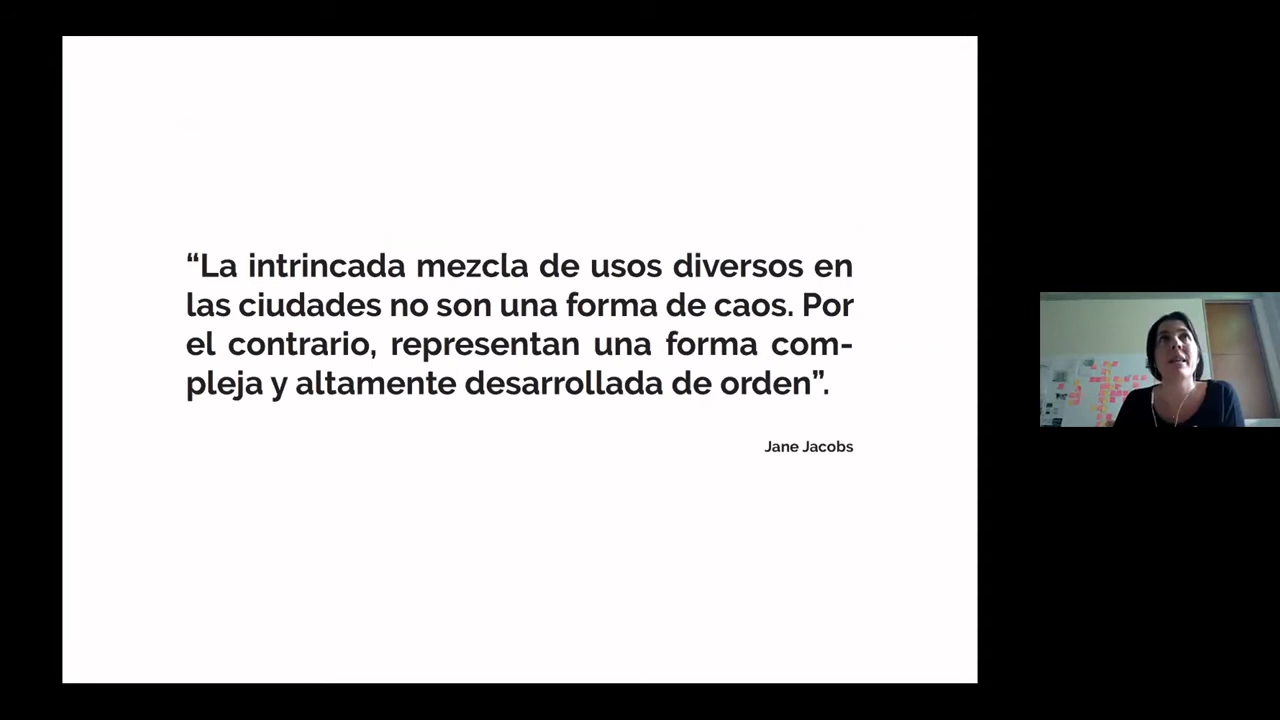 “La intrincada mezcla de usos diversos en
las ciudades no son una forma de caos. Por
el contrario, representan una forma com-
pleja y altamente desarrollada de orden”.
Jane Jacobs